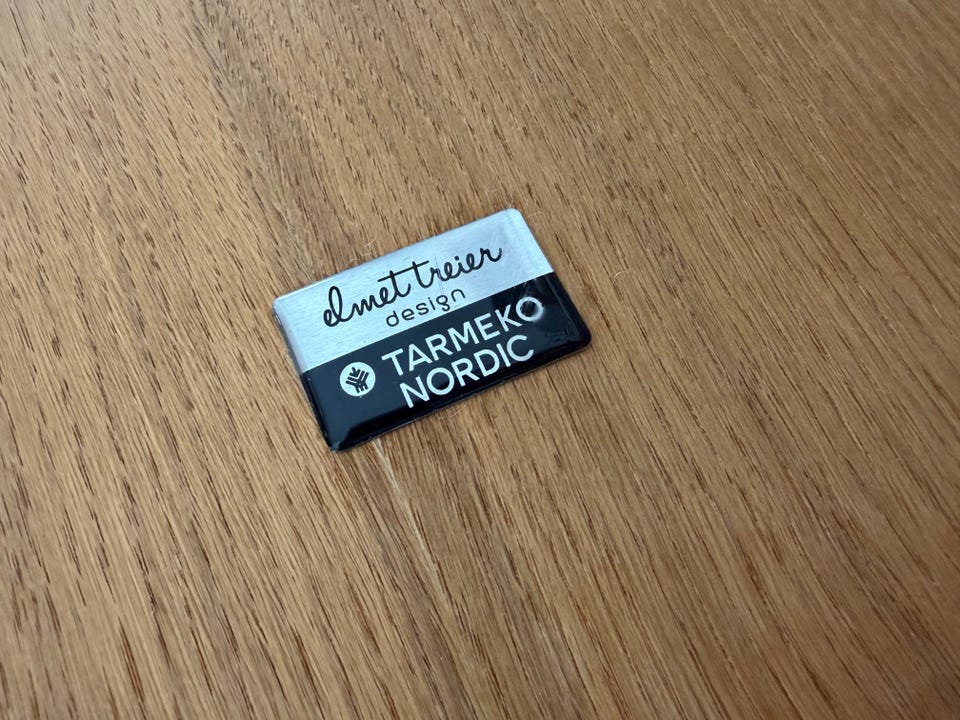 elmet treier
design
TARMEKO
NORDIC